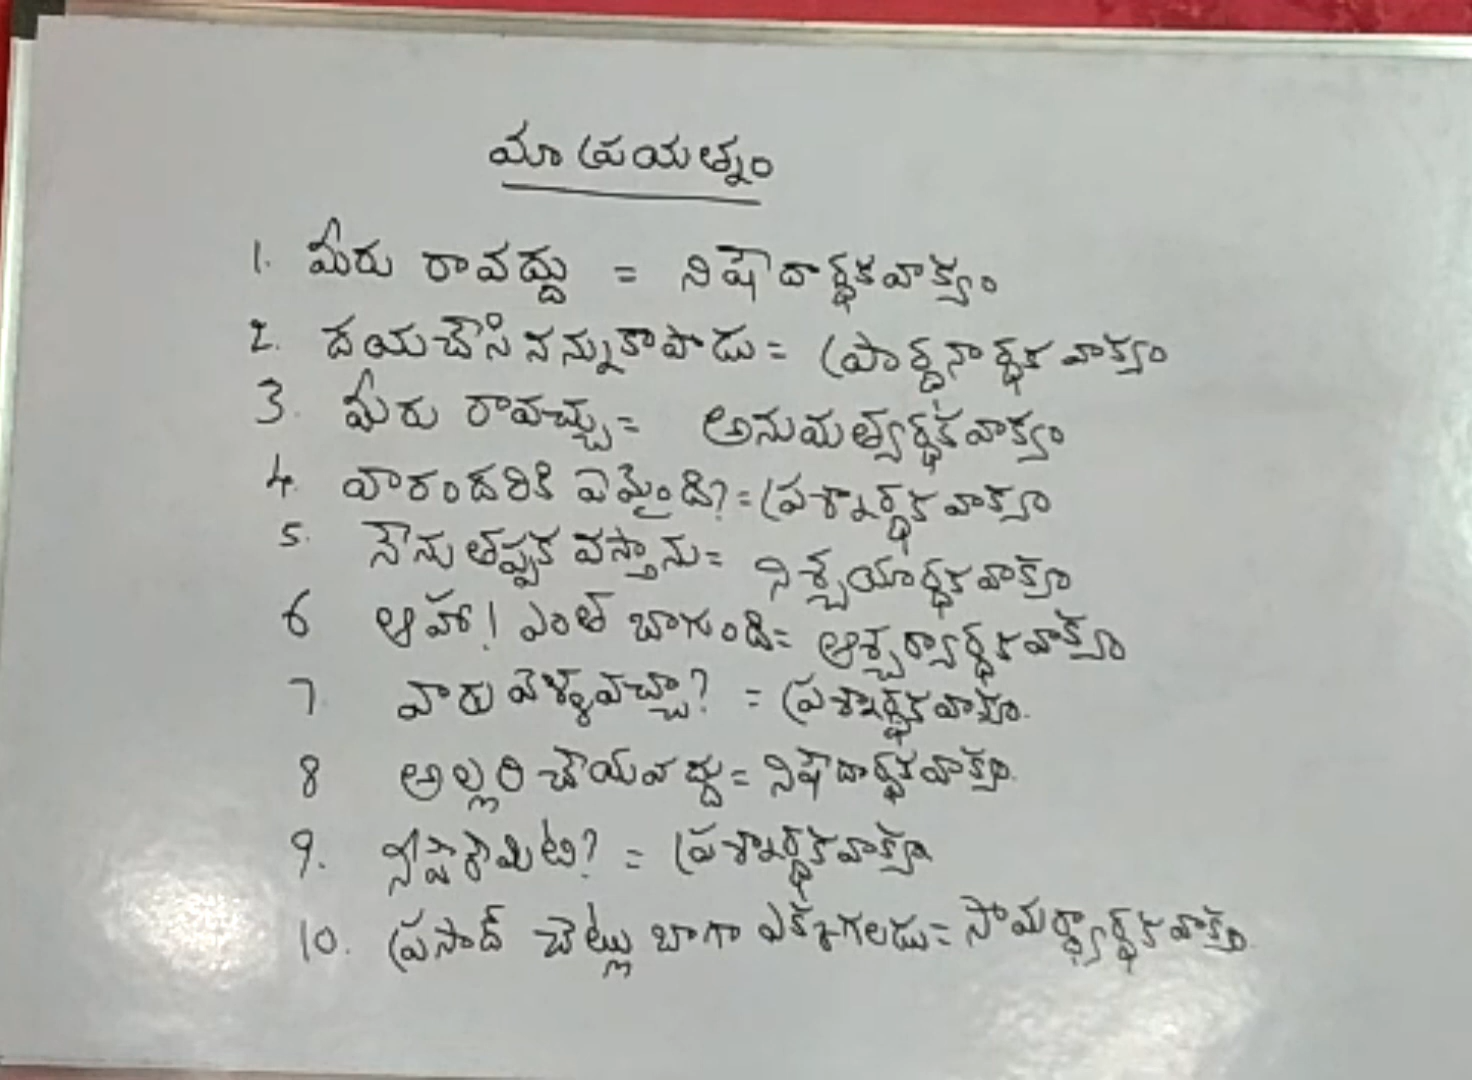 మా ప్రయత్నం
1. మీరు రావద్దు = నిషేదార్థక వాక్యం
2. దయచేసి నన్ను కాపాడు = ప్రార్థనార్థక వాక్యం
3. మీరు రావచ్చు = అనుమత్యర్థక వాక్యం
4. వారందరికి ఏమైంది? = ప్రశ్నార్థక వాక్యం
5. నేను తప్పక వస్తాను = నిశ్చయార్థక వాక్యం
6 ఆహా! ఎంత బాగుంది = ఆశ్చర్యార్థక వాక్యం
7 వారు వెళ్ళవచ్చా? = ప్రశ్నార్థక వాక్యం.
8 అల్లరి చేయవద్దు = నిషేదార్థక వాక్యం.
9. నీ పేరేమిటి? = ప్రశ్నార్థక వాక్యం
10. ప్రసాద్ చెట్లు బాగా ఎక్కగలడు = సామర్థ్యార్థక వాక్యం.